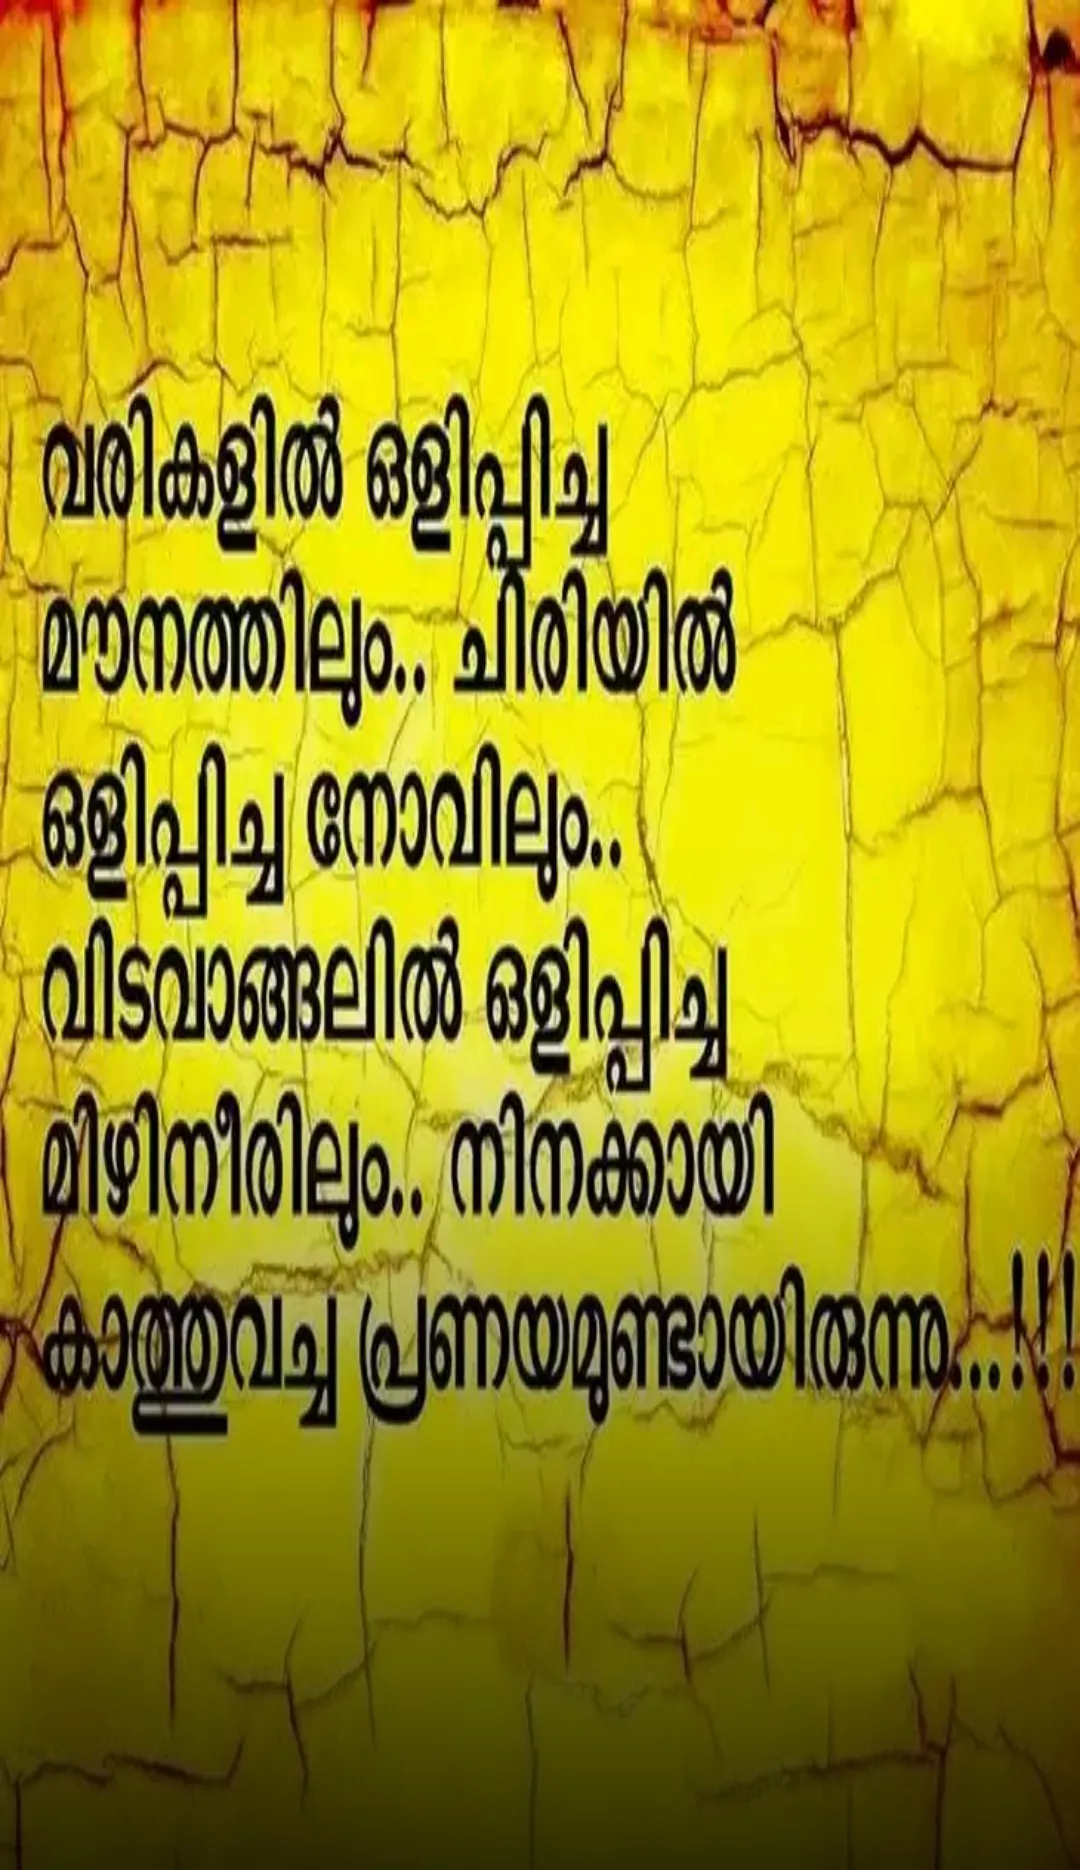 വരികളിൽ ഒളിപ്പിച്ച
മൗനത്തിലും.. ചിരിയിൽ
ഒളിപ്പിച്ച നോവിലും..
വിടവാങ്ങലിൽ ഒളിപ്പിച്ച
മിഴിനീരിലും.. നിനക്കായി
കാത്തുവച്ച പ്രണയമുണ്ടായിരുന്നു...!!!